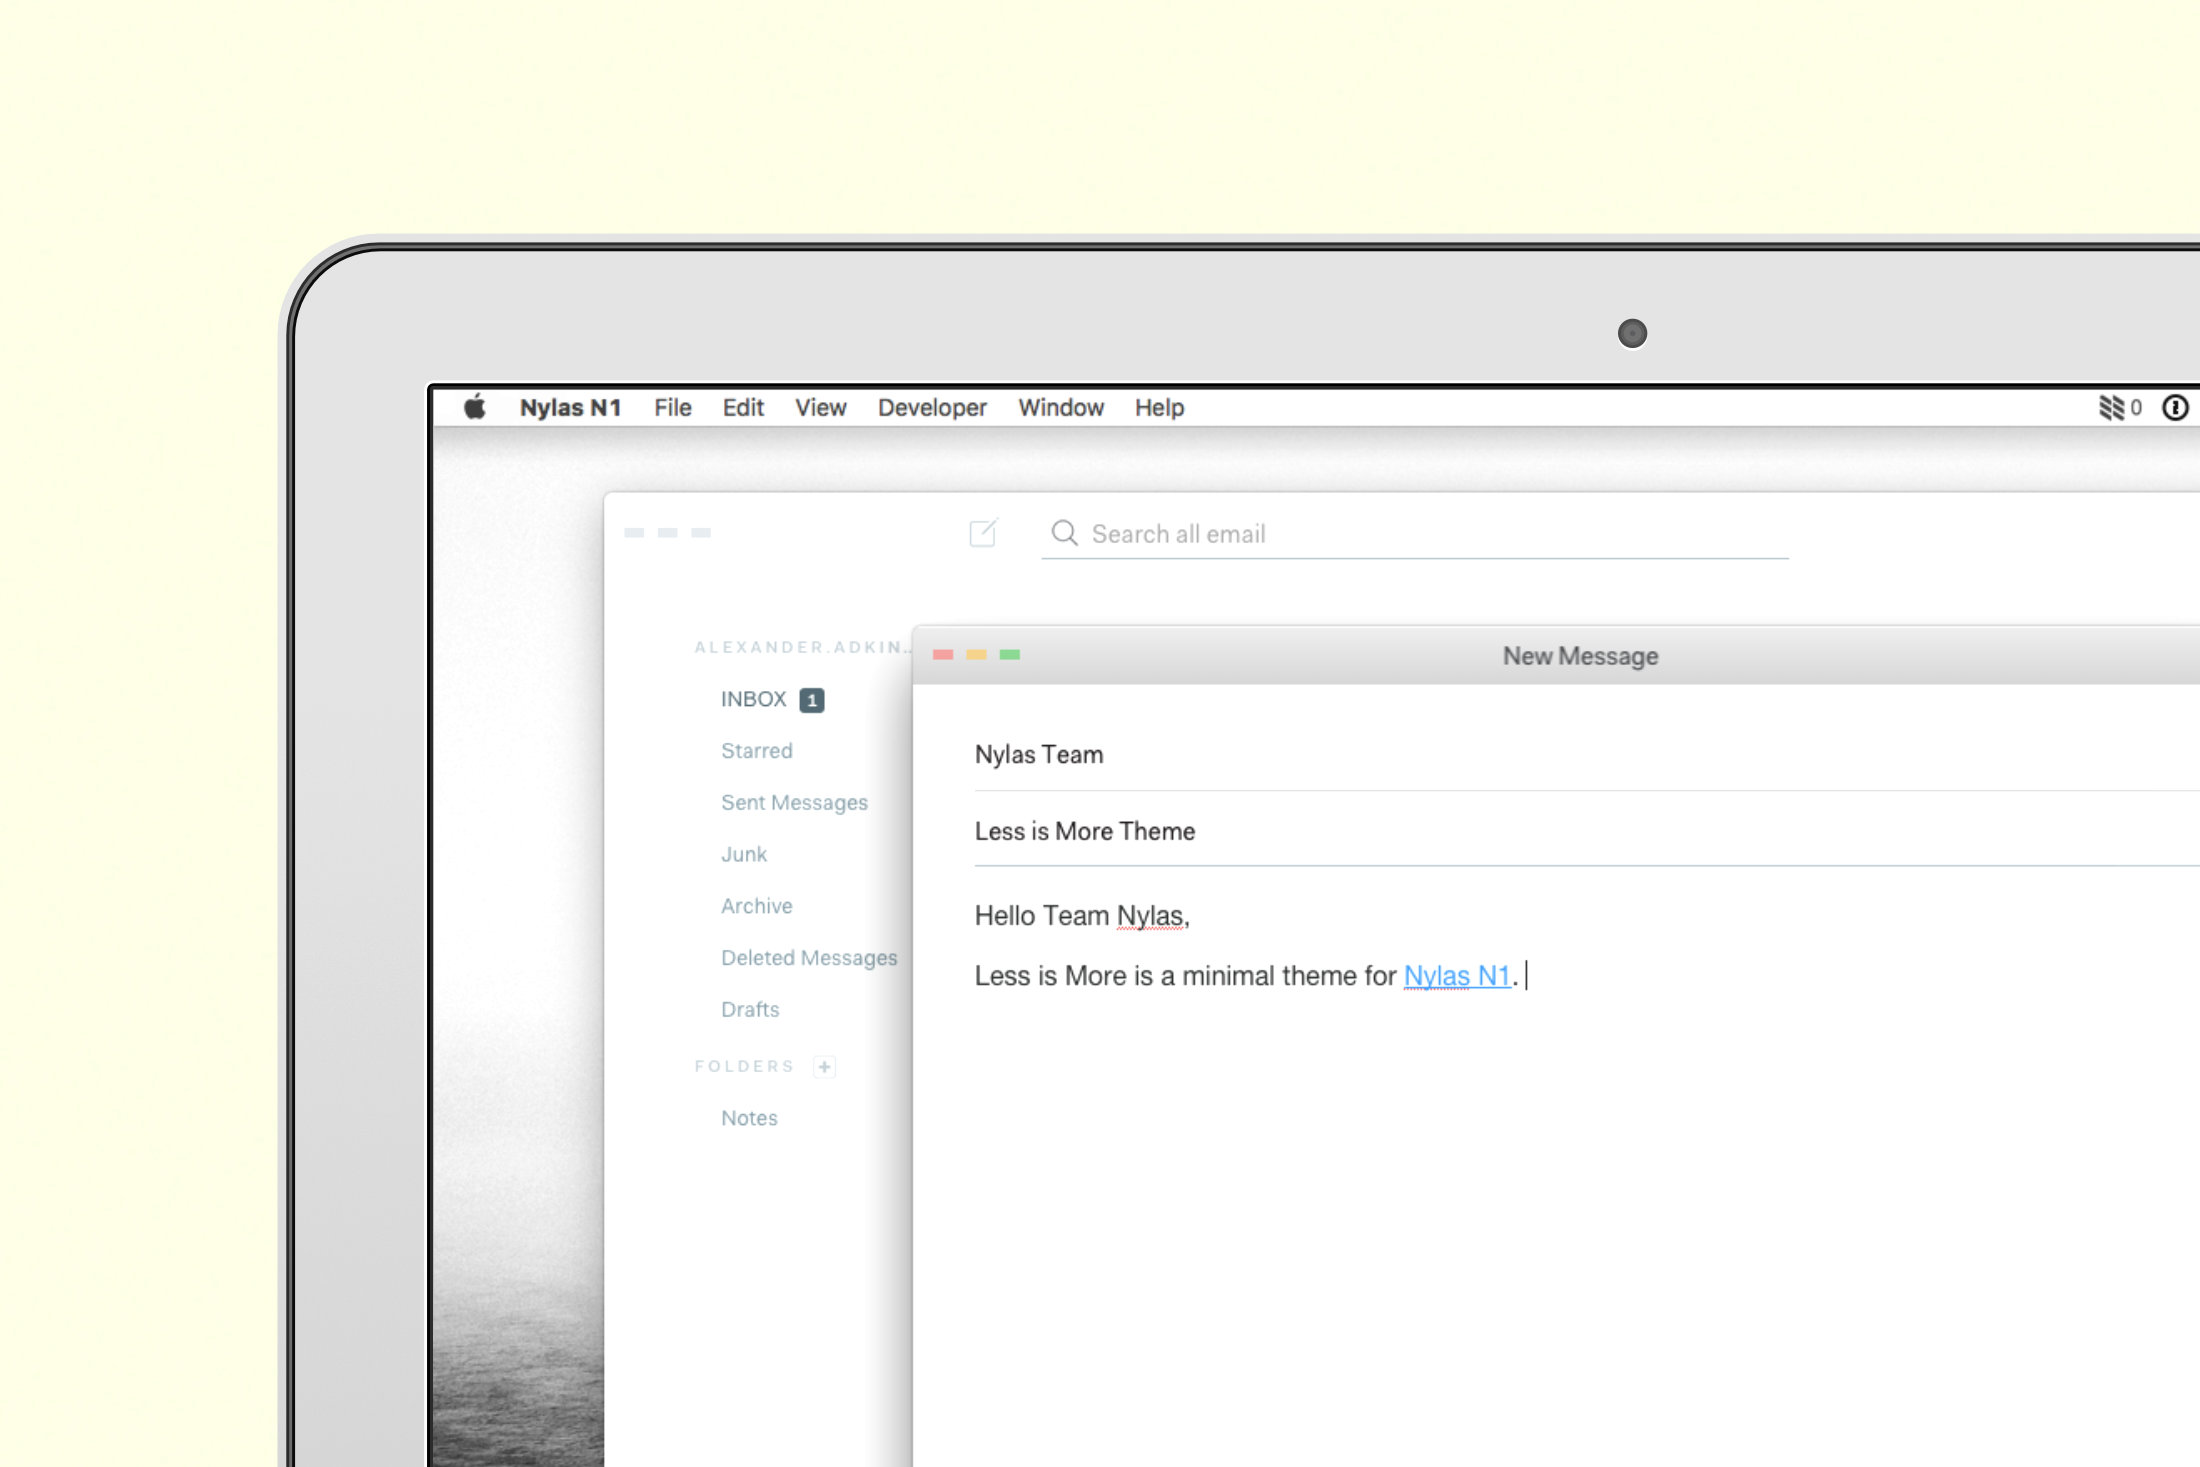 Nylas N1 File Edit View Developer Window Help 0
Search all email
ALEXANDER.ADKIN...
New Message
INBOX 1
Starred
Sent Messages
Junk
Archive
Deleted Messages
Drafts
FOLDERS +
Notes
Nylas Team
Less is More Theme
Hello Team Nylas,
Less is More is a minimal theme for Nylas N1.